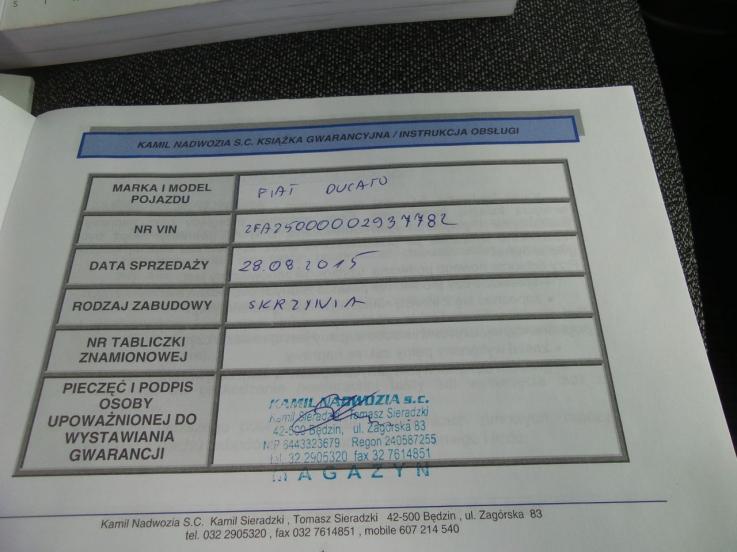 KAMIL NADWOZIA S.C. KSIĄŻKA GWARANCYJNA / INSTRUKCJA OBSŁUGI
MARKA I MODEL
POJAZDU
FIAT DUCATO
NR VIN
ZFA25000002937782
DATA SPRZEDAŻY
28.08.2015
RODZAJ ZABUDOWY
SKRZYNIA
NR TABLICZKI
ZNAMIONOWEJ
PIECZĘĆ I PODPIS
OSOBY
UPOWAŻNIONEJ DO
WYSTAWIANIA
GWARANCJI
KAMIL NADWOZIA s.c.
Kamil Sieradzki, Tomasz Sieradzki
42-500 Będzin, ul. Zagórska 83
NIP 6443323679 Regon 240587255
tel. 32 2905320 fax 32 7614851
MAGAZYN
Kamil Nadwozia S.C. Kamil Sieradzki , Tomasz Sieradzki 42-500 Będzin , ul. Zagórska 83
tel. 032 2905320 , fax 032 7614851 , mobile 607 214 540